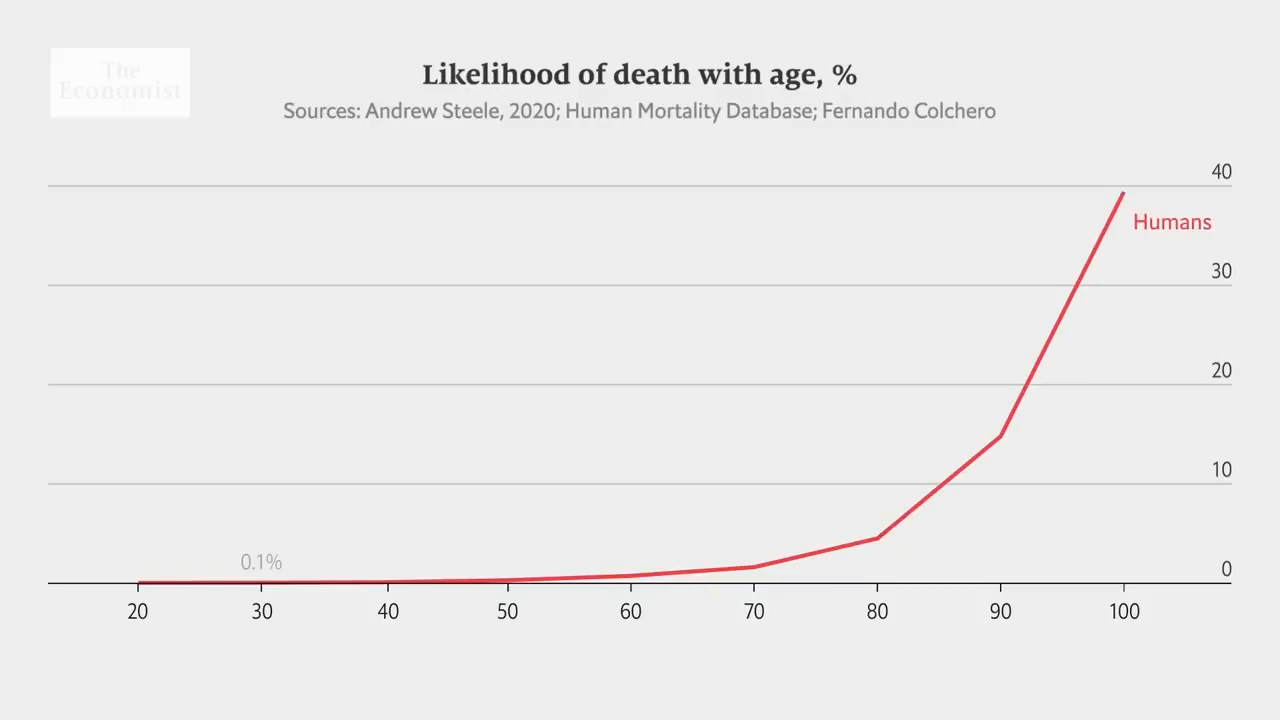 The
Economist
Likelihood of death with age, %
Sources: Andrew Steele, 2020; Human Mortality Database; Fernando Colchero
40
Humans
30
20
10
0.1%
0
20 30 40 50 60 70 80 90 100